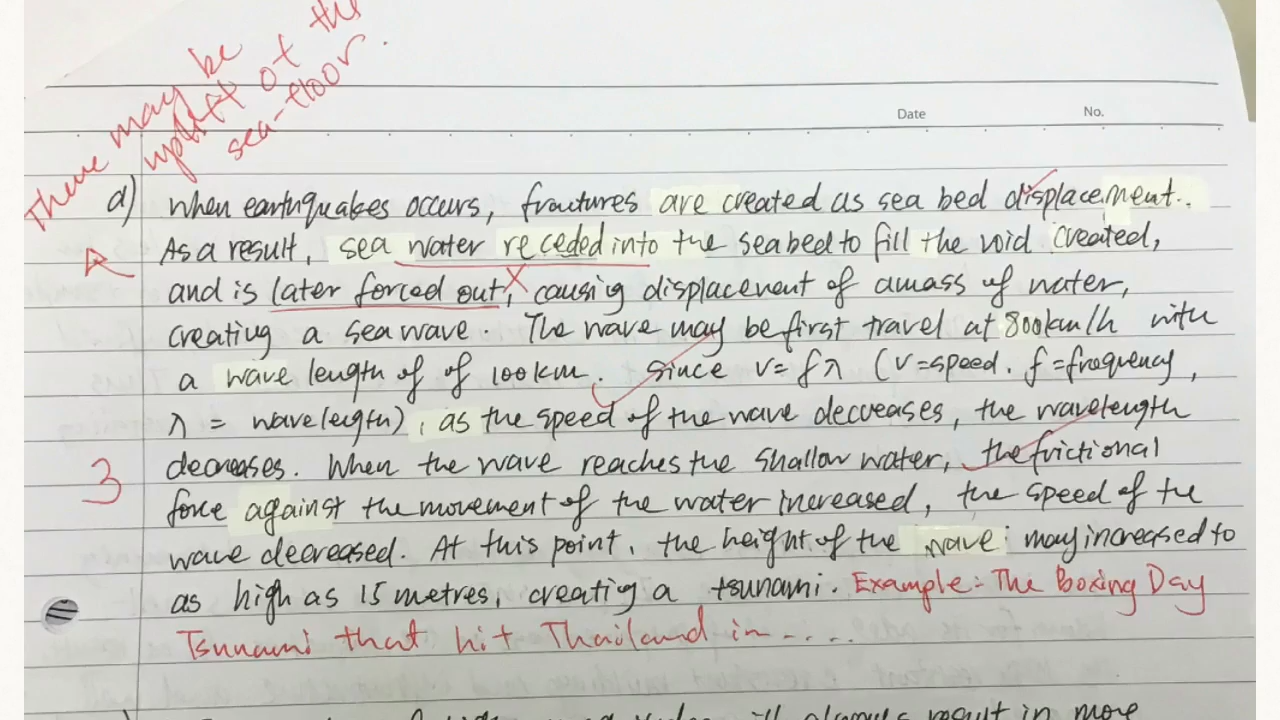 There may be
uplift of the
sea-floor.
Date
No.
a) When earthquakes occurs, fractures are created as sea bed displacement.
As a result, sea water receded into the seabed to fill the void created,
and is later forced out, causing displacement of a mass of water,
creating a sea wave. The wave may be first travel at 800km/h with
a wave length of of 100km. Since v=fλ (v=speed. f=frequency,
λ = wavelegth), as the speed of the wave decreases, the wavelength
3
decreases. When the wave reaches the shallow water, the frictional
force against the movement of the water increased, the speed of the
wave decreased. At this point, the height of the wave may increased to
as high as 15 metres, creatig a tsunami. Example: The Boxing Day
Tsunami that hit Thailand in.....
result in more